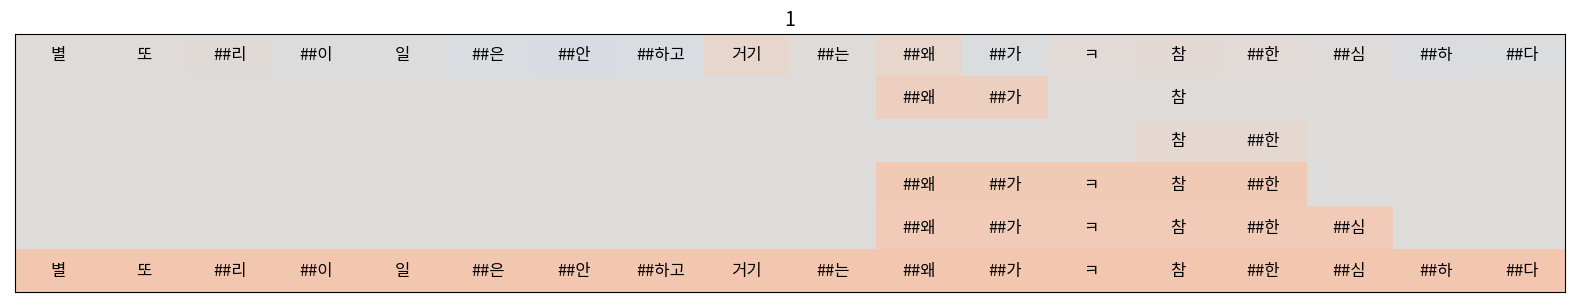 1
별 또 ##리 ##이 일 ##은 ##안 ##하고 거기 ##는 ##왜 ##가 ㅋ 참 ##한 ##심 ##하 ##다
##왜 ##가 참
참 ##한
##왜 ##가 ㅋ 참 ##한
##왜 ##가 ㅋ 참 ##한 ##심
별 또 ##리 ##이 일 ##은 ##안 ##하고 거기 ##는 ##왜 ##가 ㅋ 참 ##한 ##심 ##하 ##다